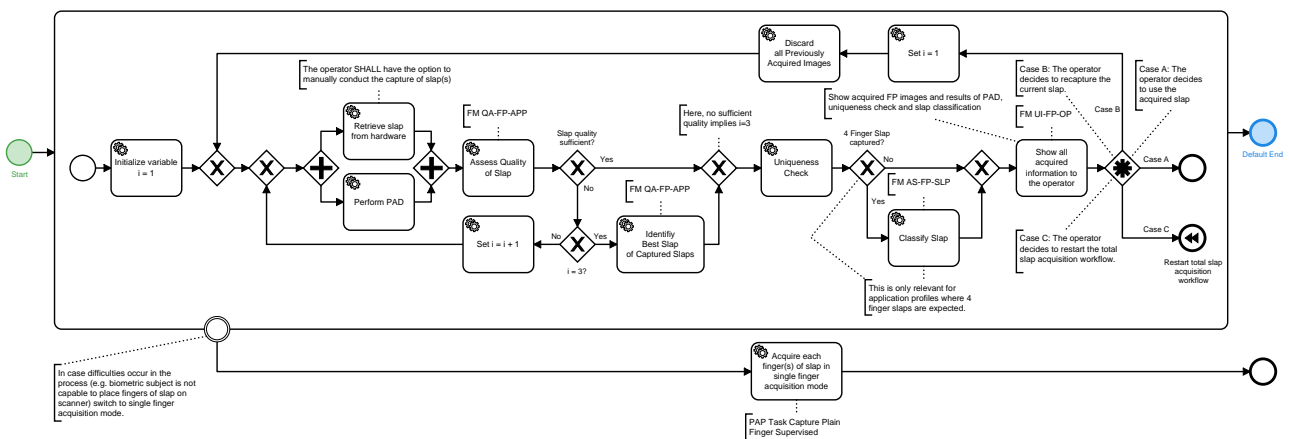 Discard
all Previously
Acquired Images
Set i = 1
The operator SHALL have the option to
manually conduct the capture of slap(s)
Case B: The operator
decides to recapture the
current slap.
Case A: The
operator decides
to use the
acquired slap
Show acquired FP images and results of PAD,
uniqueness check and slap classification
Case B
FM QA-FP-APP
Here, no sufficient
quality implies i=3
FM UI-FP-OP
Retrieve slap
from hardware
Slap quality
sufficient?
4 Finger Slap
captured?
Start
Initialize variable
i = 1
Assess Quality
of Slap
Yes
Uniqueness
Check
No
Show all
acquired
information to
the operator
Case A
Default End
No
FM QA-FP-APP
FM AS-FP-SLP
Perform PAD
Yes
Set i = i + 1
No
Yes
Identifiy
Best Slap
of Captured Slaps
Classify Slap
Case C: The operator
decides to restart the total
slap acquisition workflow.
Case C
i = 3?
Restart total slap
acquisition
workflow
This is only relevant for
application profiles where 4
finger slaps are expected.
In case difficulties occur in the
process (e.g. biometric subject is not
capable to place fingers of slap on
scanner) switch to single finger
acquisition mode.
Acquire each
finger(s) of slap in
single finger
acquisition mode
PAP Task Capture Plain
Finger Supervised